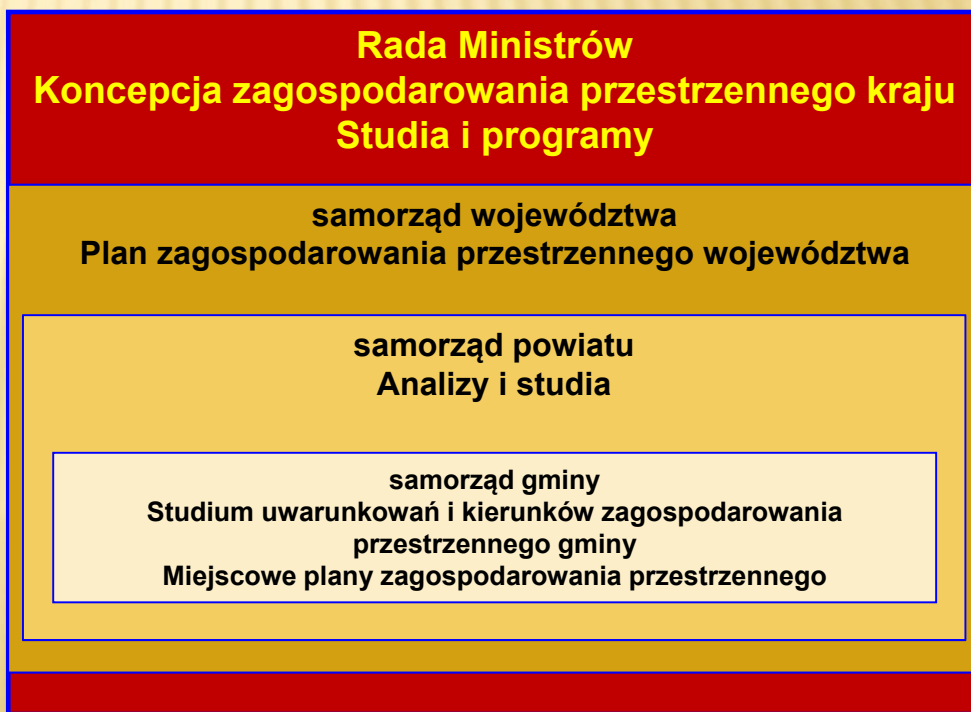 Rada Ministrów
Koncepcja zagospodarowania przestrzennego kraju
Studia i programy
samorząd województwa
Plan zagospodarowania przestrzennego województwa
samorząd powiatu
Analizy i studia
samorząd gminy
Studium uwarunkowań i kierunków zagospodarowania
przestrzennego gminy
Miejscowe plany zagospodarowania przestrzennego